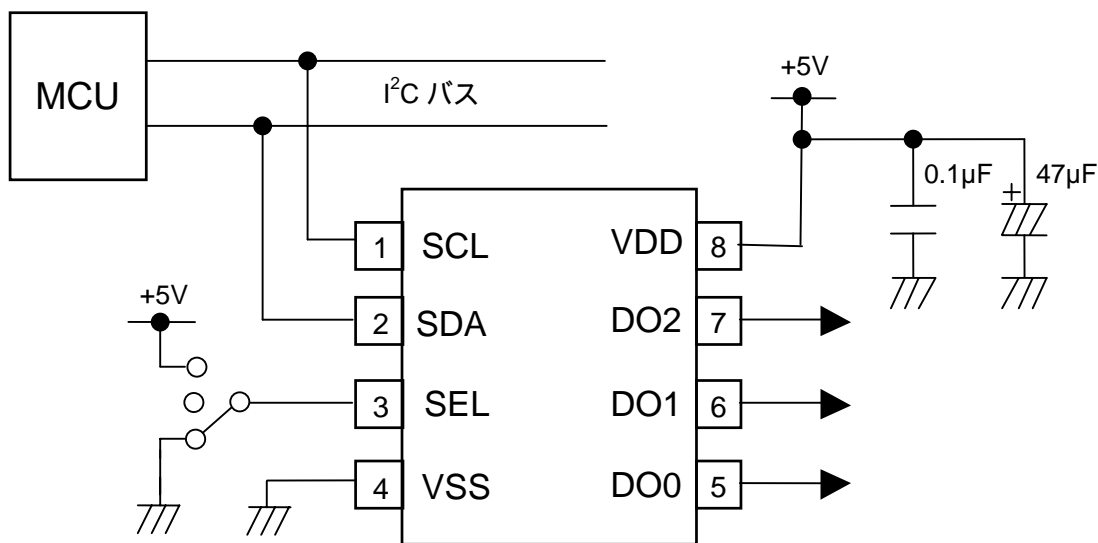 MCU
I²C バス
+5V
0.1µF
+
47µF
1 SCL
VDD 8
+5V
2 SDA
DO2 7
3 SEL
DO1 6
4 VSS
DO0 5